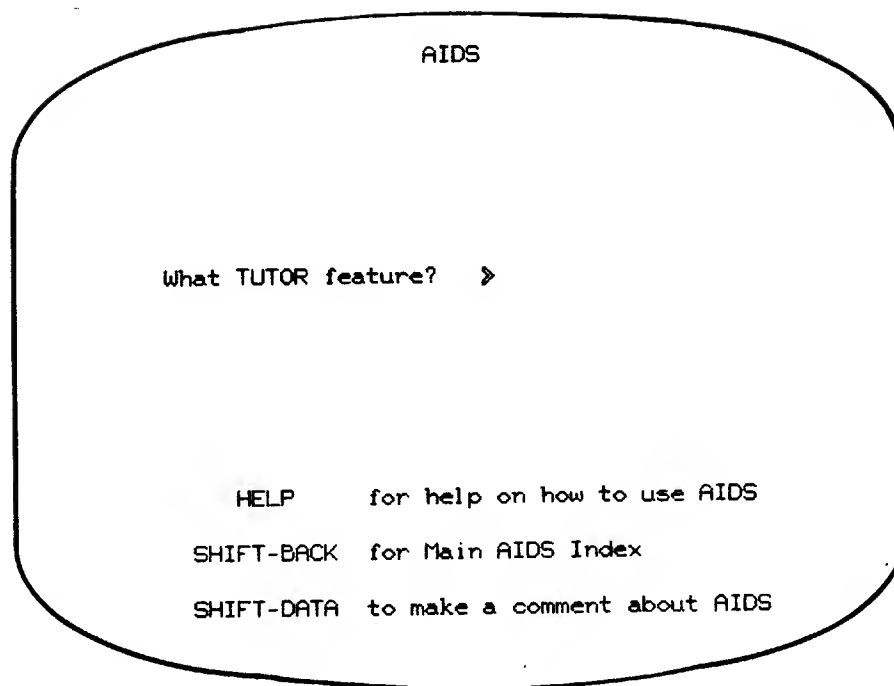 AIDS
What TUTOR feature? >
HELP for help on how to use AIDS
SHIFT-BACK for Main AIDS Index
SHIFT-DATA to make a comment about AIDS